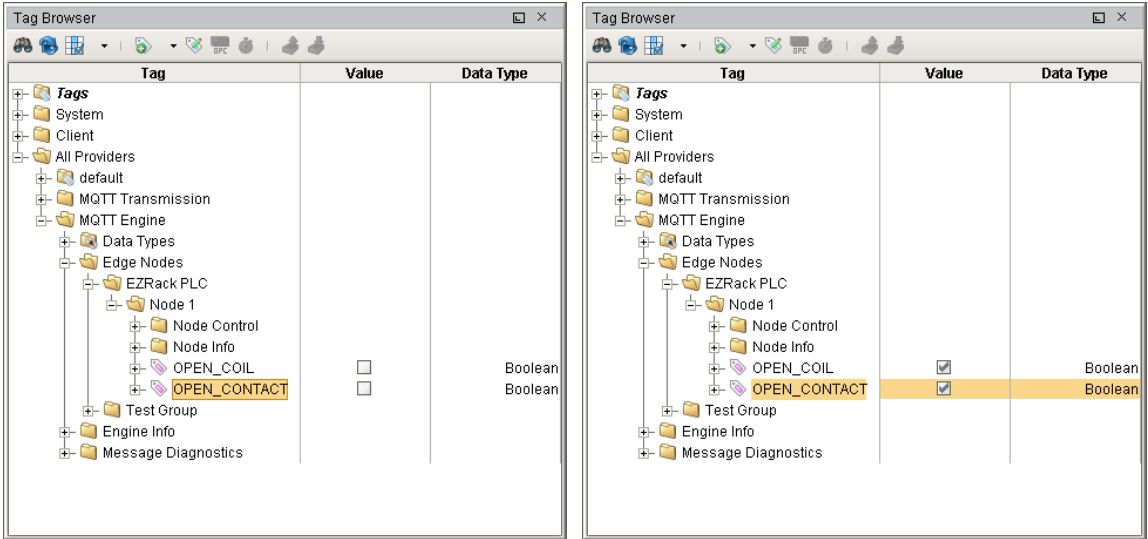 Tag Browser
OPC
Tag Value Data Type
Tags
System
Client
All Providers
default
MQTT Transmission
MQTT Engine
Data Types
Edge Nodes
EZRack PLC
Node 1
Node Control
Node Info
OPEN_COIL Boolean
OPEN_CONTACT Boolean
Test Group
Engine Info
Message Diagnostics
Tag Browser
OPC
Tag Value Data Type
Tags
System
Client
All Providers
default
MQTT Transmission
MQTT Engine
Data Types
Edge Nodes
EZRack PLC
Node 1
Node Control
Node Info
OPEN_COIL Boolean
OPEN_CONTACT Boolean
Test Group
Engine Info
Message Diagnostics